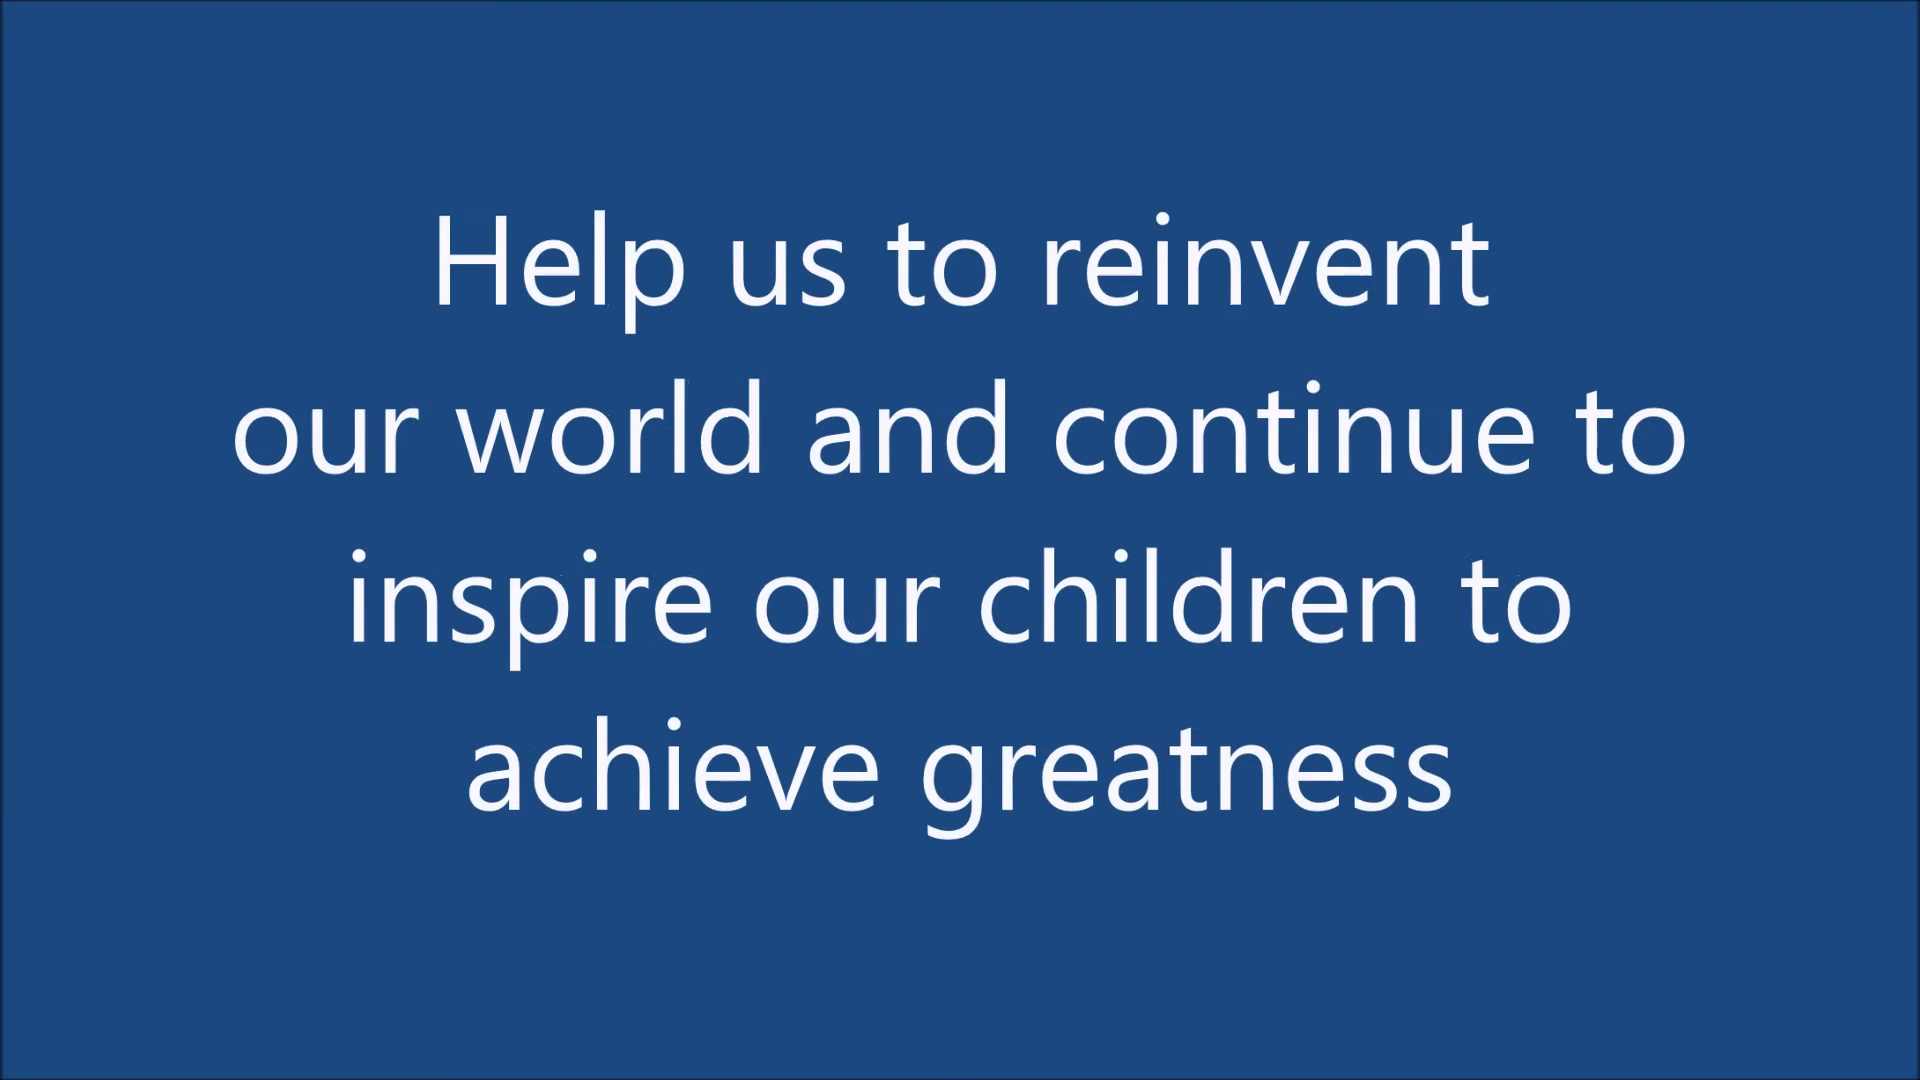 Help us to reinvent
our world and continue to
inspire our children to
achieve greatness